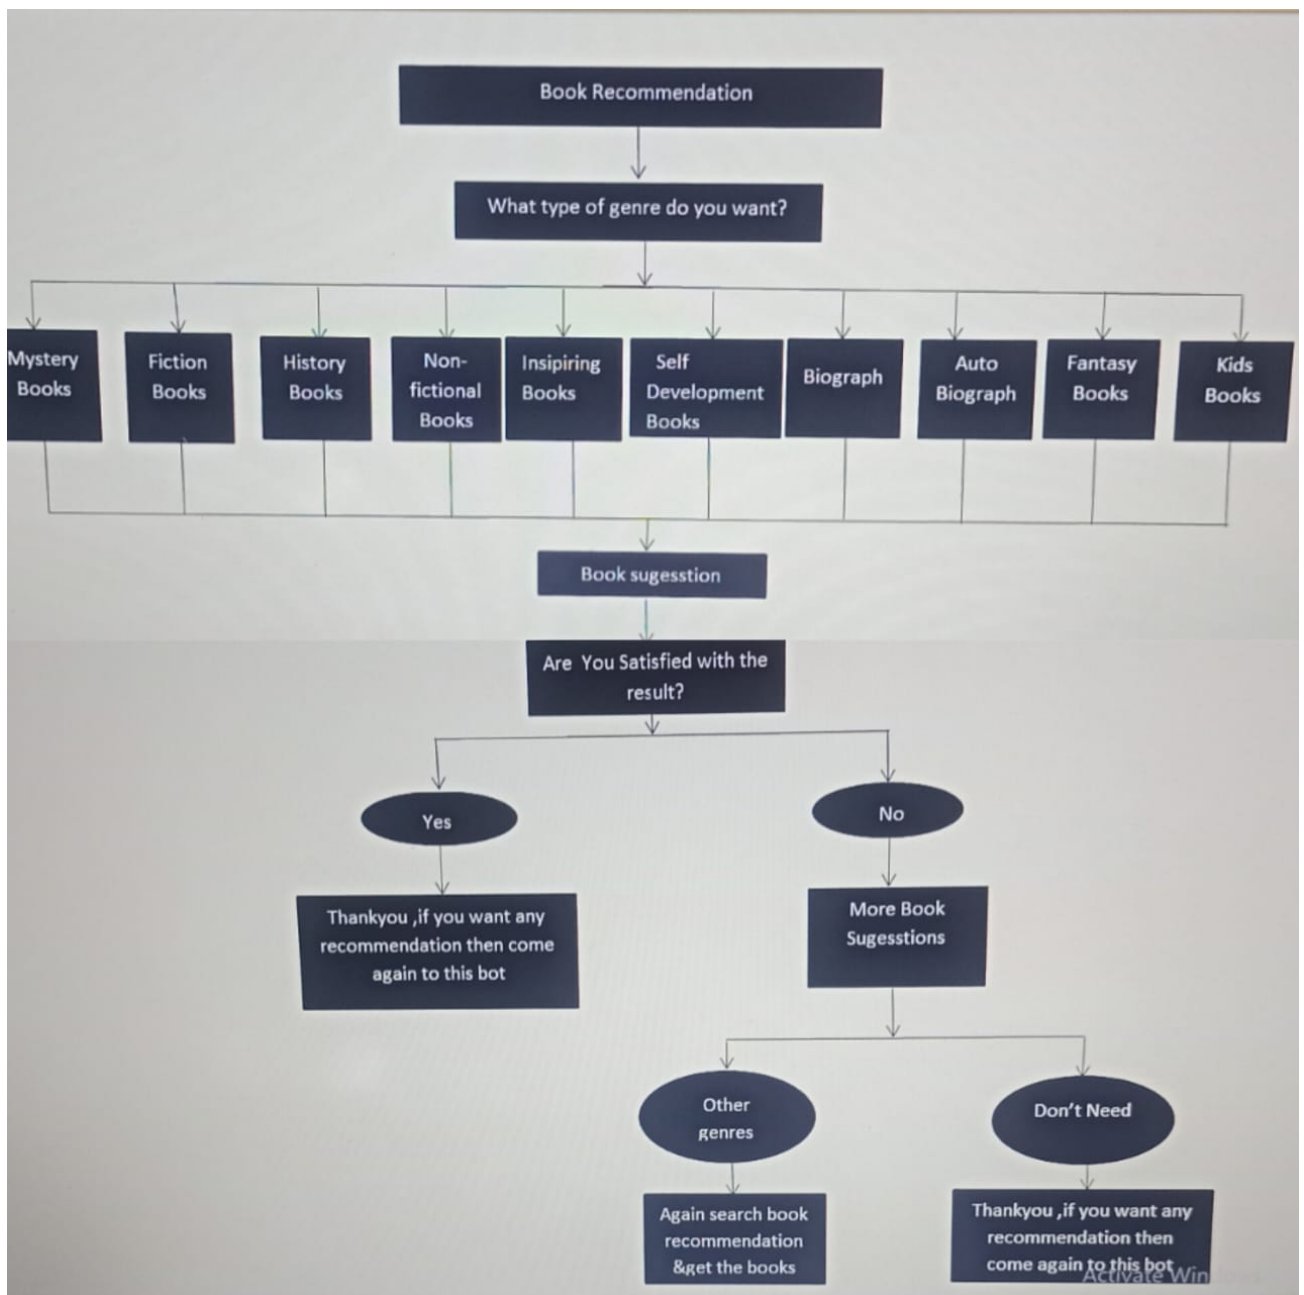 Book Recommendation
What type of genre do you want?
Mystery
Books
Fiction
Books
History
Books
Non-
fictional
Books
Insipiring
Books
Self
Development
Books
Biograph
Auto
Biograph
Fantasy
Books
Kids
Books
Book sugesstion
Are You Satisfied with the
result?
Yes
No
Thankyou ,if you want any
recommendation then come
again to this bot
More Book
Sugesstions
Other
genres
Don't Need
Again search book
recommendation
&get the books
Thankyou ,if you want any
recommendation then
come again to this bot
Activate